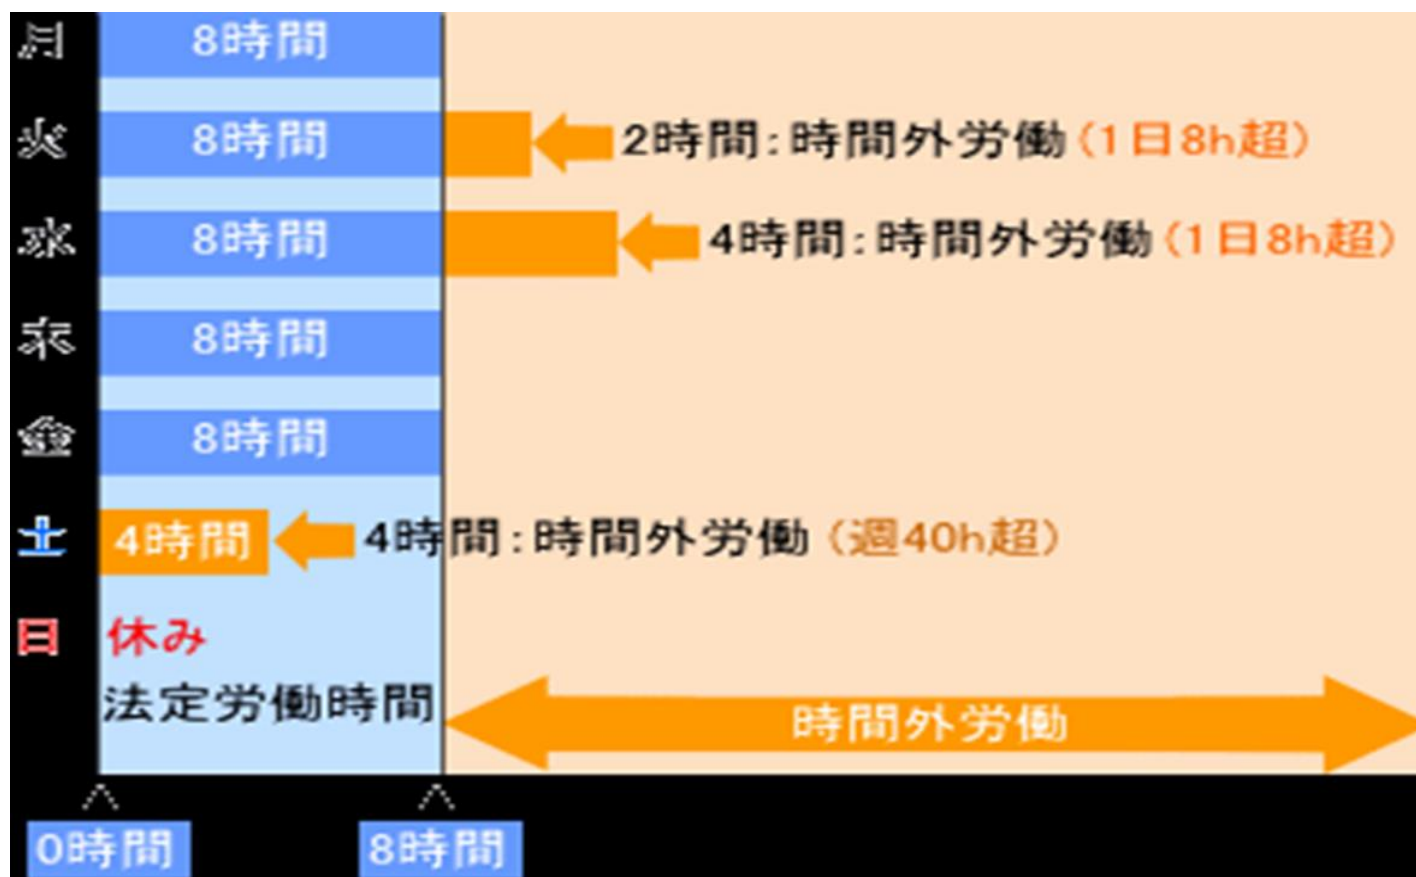 月 8時間
火 8時間 2時間:時間外労働(1日8h超)
水 8時間 4時間:時間外労働(1日8h超)
木 8時間
金 8時間
土 4時間 4時間:時間外労働(週40h超)
日 休み
法定労働時間 時間外労働
0時間 8時間